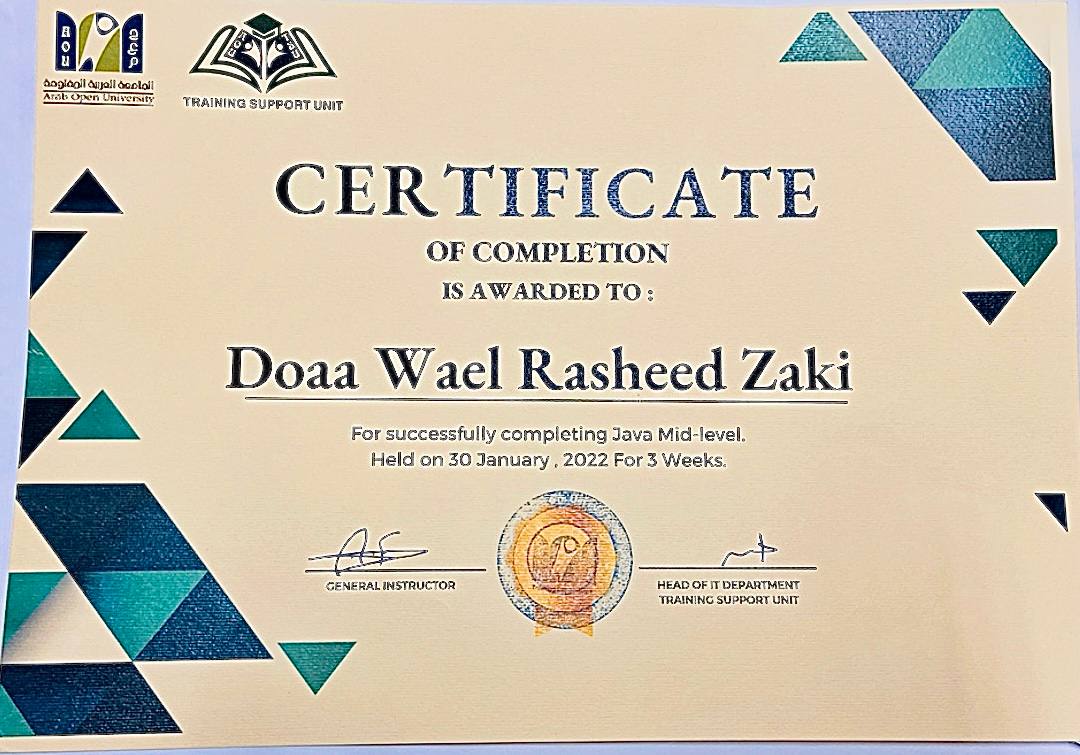 AOU
الجامعة العربية المفتوحة
Arab Open University
TRAINING SUPPORT UNIT
CERTIFICATE
OF COMPLETION
IS AWARDED TO :
Doaa Wael Rasheed Zaki
For successfully completing Java Mid-level.
Held on 30 January , 2022 For 3 Weeks.
GENERAL INSTRUCTOR
HEAD OF IT DEPARTMENT
TRAINING SUPPORT UNIT